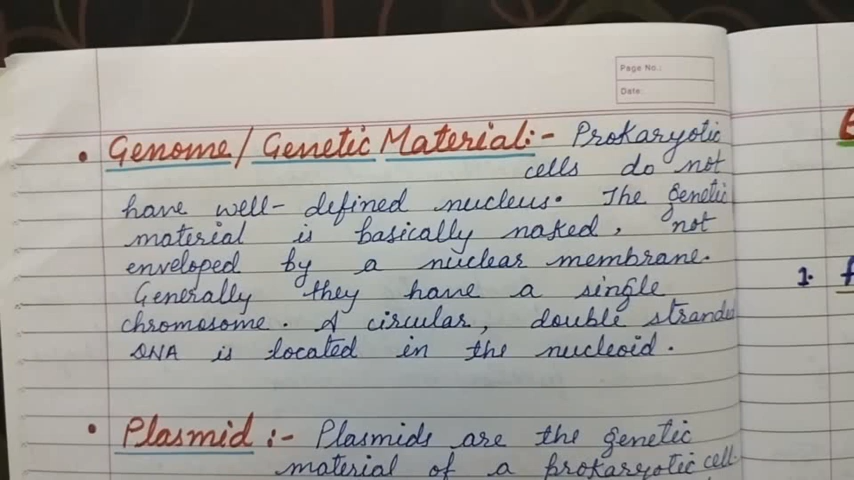 Page No.:
Date:
• Genome/Genetic Material:- Prokaryotic
cells do not
have well-defined nucleus. The genetic
material is basically naked, not
enveloped by a nuclear membrane.
Generally they have a single
chromosome. A circular, double stranded
DNA is located in the nucleoid.
• Plasmid:- Plasmids are the genetic
material of a prokaryotic cell.
1.